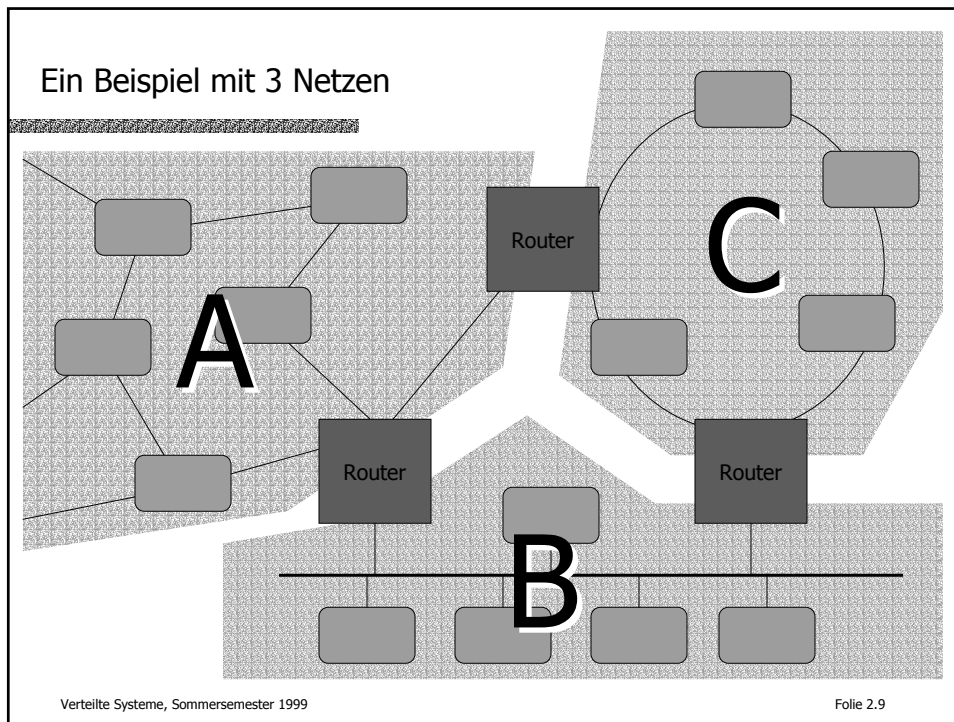 Ein Beispiel mit 3 Netzen
Router
C
A
Router
Router
B
Verteilte Systeme, Sommersemester 1999
Folie 2.9